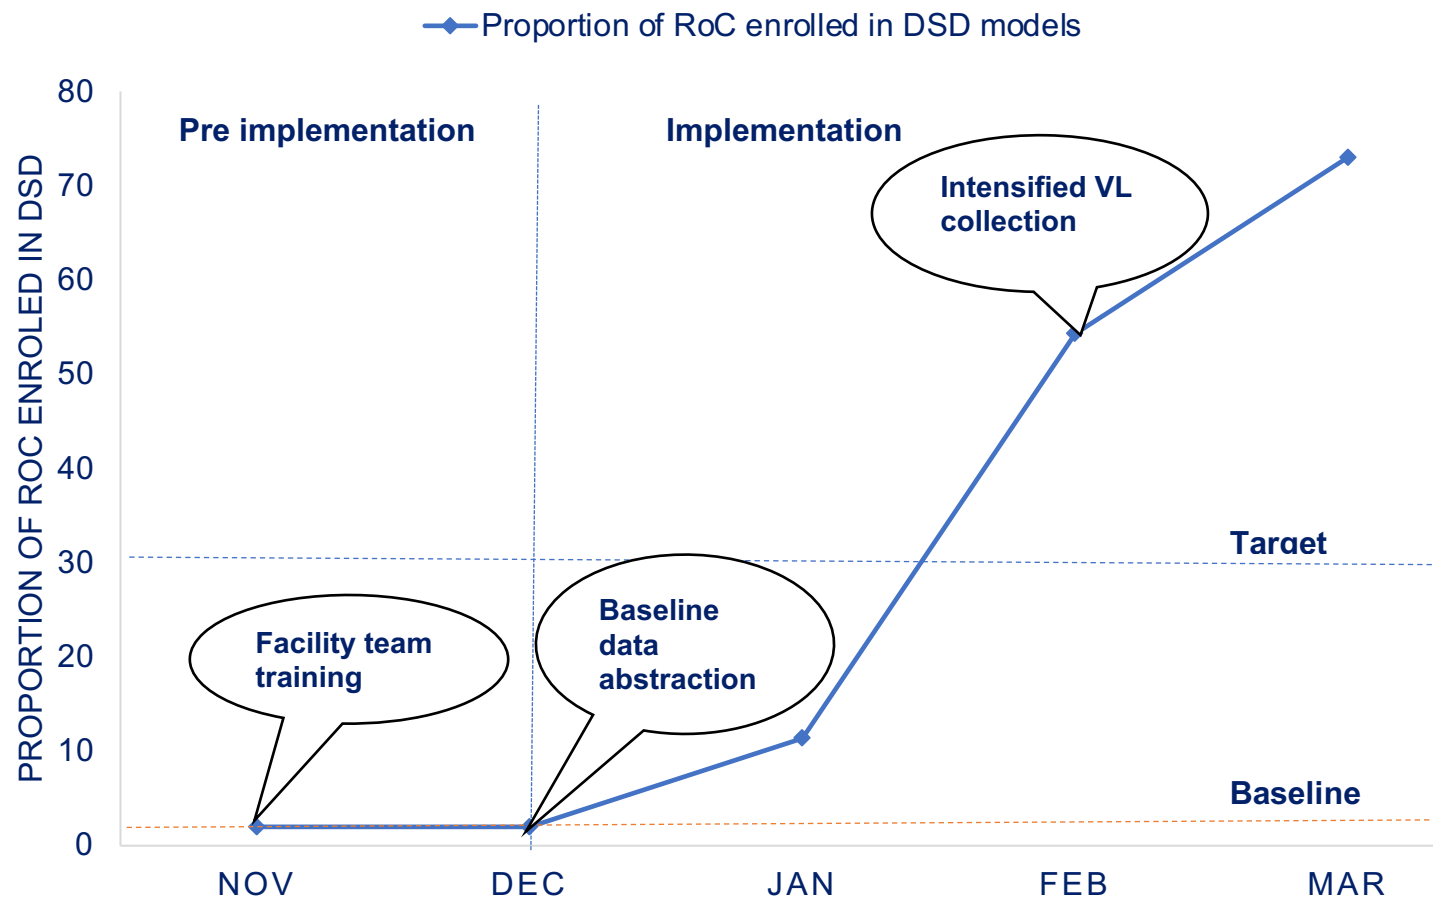 Proportion of RoC enrolled in DSD models
PROPORTION OF ROC ENROLED IN DSD
80
70
60
50
40
30
20
10
0
Pre implementation
Implementation
Intensified VL
collection
Target
Facility team
training
Baseline
data
abstraction
Baseline
NOV
DEC
JAN
FEB
MAR